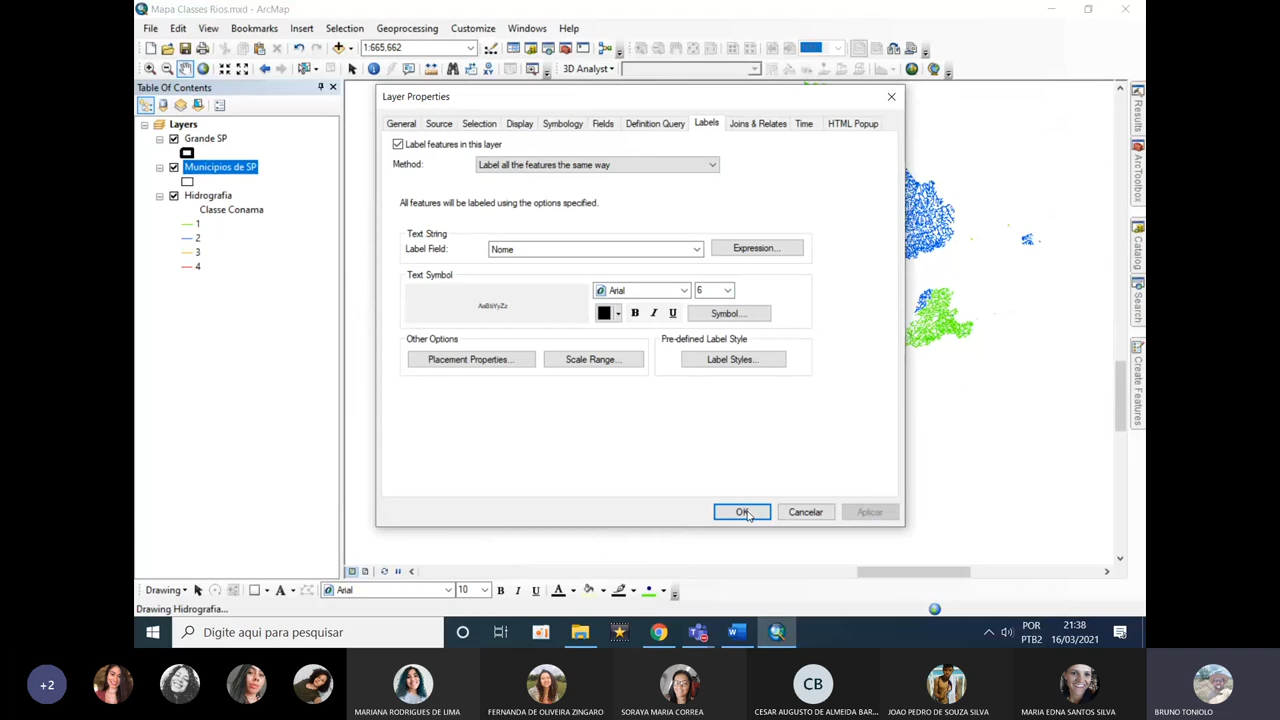 Mapa Classes Rios.mxd - ArcMap
File Edit View Bookmarks Insert Selection Geoprocessing Customize Windows Help
1:665,662
3D Analyst
Table Of Contents
Layers
Grande SP
Municipios de SP
Hidrografia
Classe Conama
1
2
3
4
Layer Properties
General Source Selection Display Symbology Fields Definition Query Labels Joins & Relates Time HTML Popup
Label features in this layer
Method: Label all the features the same way
All features will be labeled using the options specified.
Text String
Label Field: Nome Expression...
Text Symbol
AaBbYyZz
Arial 6
B I U Symbol...
Other Options
Placement Properties... Scale Range...
Pre-defined Label Style
Label Styles...
OK Cancelar Aplicar
Results
ArcToolbox
Catalog
Search
Create Features
Drawing A Arial 10 B I U A
Drawing Hidrografia...
Digite aqui para pesquisar
POR
PTB2
21:38
16/03/2021
+2
CB
MARIANA RODRIGUES DE LIMA
FERNANDA DE OLIVEIRA ZINGARO
SORAYA MARIA CORREA
CESAR AUGUSTO DE ALMEIDA BAR...
JOAO PEDRO DE SOUZA SILVA
MARIA EDNA SANTOS SILVA
BRUNO TONIOLO